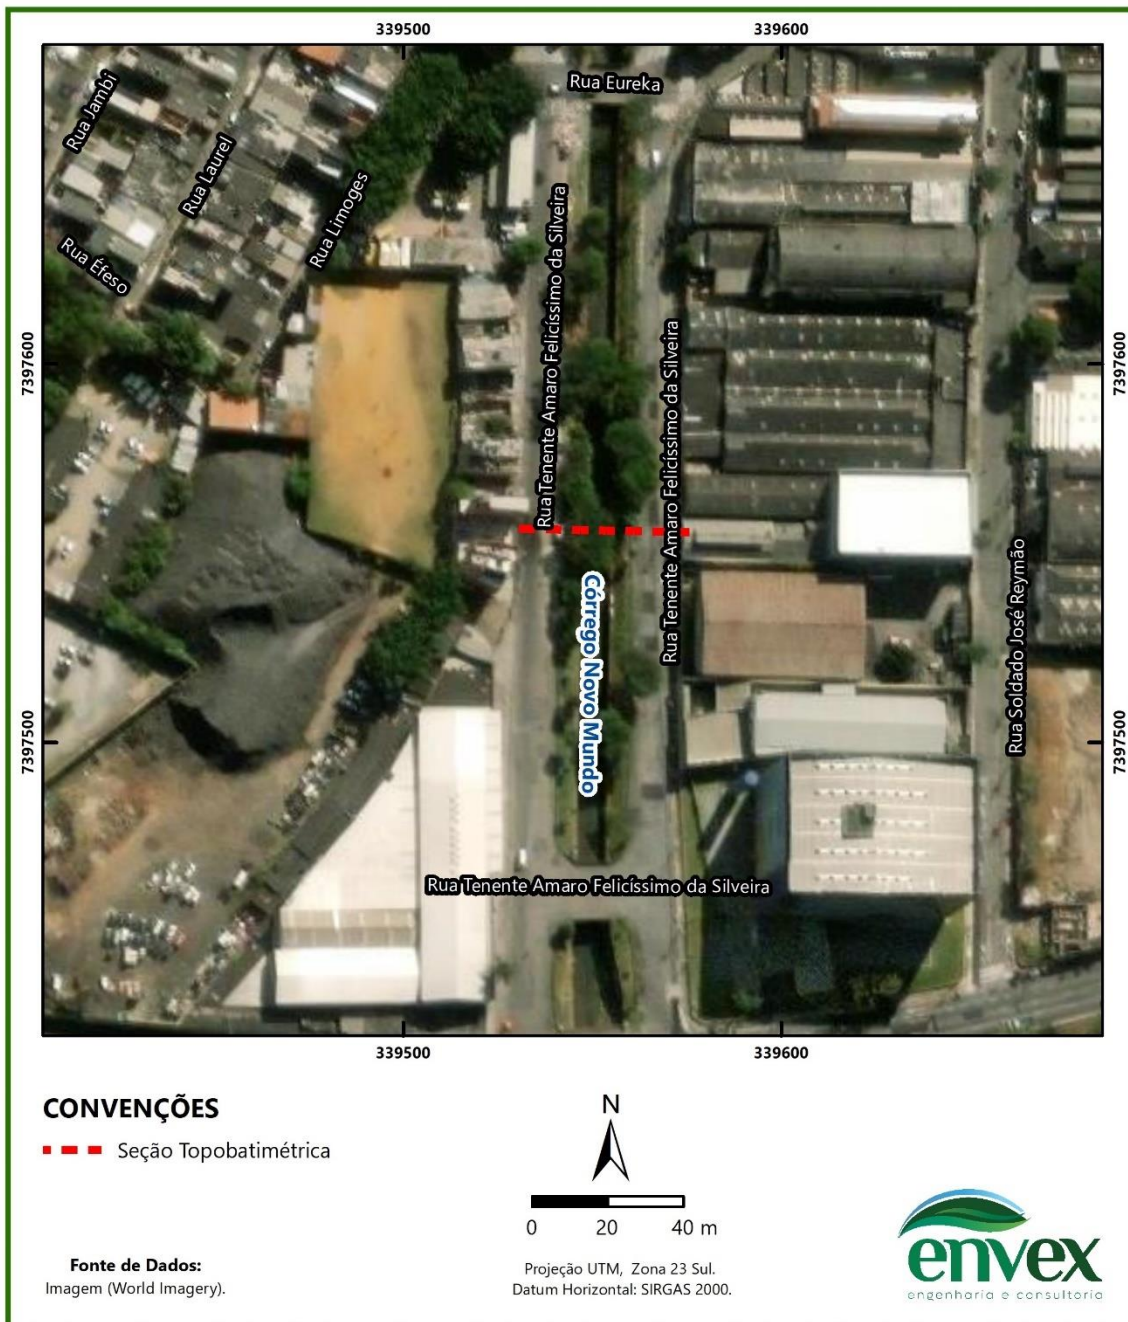 339500
339600
Rua Eureka
Rua Jambi
Rua Laurel
Rua Limoges
Rua Éfeso
Rua Tenente Amaro Felicíssimo da Silveira
Rua Tenente Amaro Felicíssimo da Silveira
7397600
7397600
Córrego Novo Mundo
Rua Soldado José Reymão
7397500
7397500
Rua Tenente Amaro Felicíssimo da Silveira
339500
339600
CONVENÇÕES
Seção Topobatimétrica
N
0 20 40 m
Fonte de Dados:
Imagem (World Imagery).
Projeção UTM, Zona 23 Sul.
Datum Horizontal: SIRGAS 2000.
envex
engenharia e consultoria